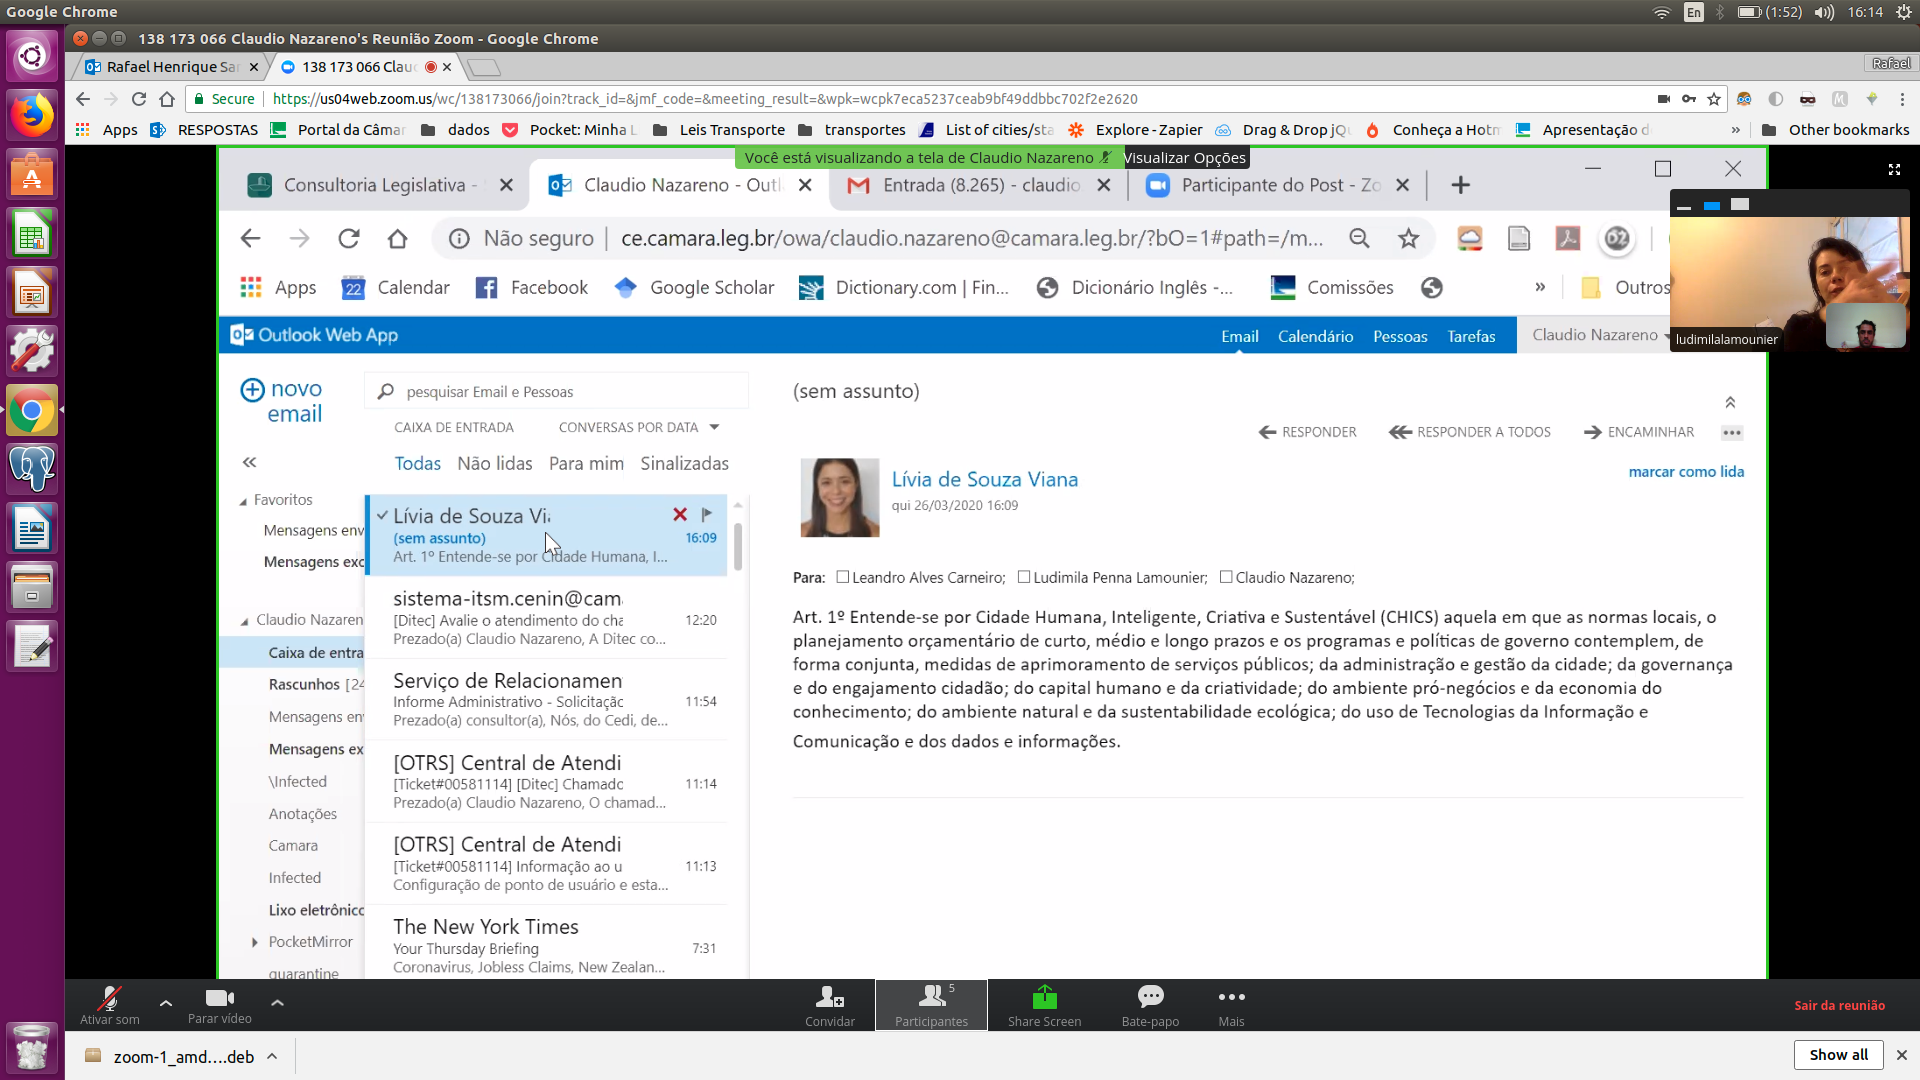 Google Chrome
En
(1:52)
16:14
138 173 066 Claudio Nazareno's Reunião Zoom - Google Chrome
Rafael Henrique Sar
138 173 066 Clau
Rafael
Secure
https://us04web.zoom.us/wc/138173066/join?track_id=&jmf_code=&meeting_result=&wpk=wcpk7eca5237ceab9bf49ddbbc702f2e2620
Apps
RESPOSTAS
Portal da Câmar
dados
Pocket: Minha L
Leis Transporte
transportes
List of cities/sta
Explore - Zapier
Drag & Drop jQu
Conheça a Hotm
Apresentação d
»
Other bookmarks
Você está visualizando a tela de Claudio Nazareno
Visualizar Opções
Consultoria Legislativa -
Claudio Nazareno - Outl
Entrada (8.265) - claudio
Participante do Post - Zo
Não seguro
ce.camara.leg.br/owa/claudio.nazareno@camara.leg.br/?bO=1#path=/m...
Apps
22
Calendar
Facebook
Google Scholar
Dictionary.com | Fin...
Dicionário Inglês -...
Comissões
»
Outros
ludimilalamounier
Outlook Web App
Email
Calendário
Pessoas
Tarefas
Claudio Nazareno
novo
email
pesquisar Email e Pessoas
CAIXA DE ENTRADA
CONVERSAS POR DATA
Todas
Não lidas
Para mim
Sinalizadas
«
Favoritos
Mensagens env
Mensagens exc
Claudio Nazaren
Caixa de entra
Rascunhos [24
Mensagens en
Mensagens ex
\Infected
Anotações
Camara
Infected
Lixo eletrônico
PocketMirror
quarantine
Lívia de Souza Via
(sem assunto)
16:09
Art. 1º Entende-se por Cidade Humana, I...
sistema-itsm.cenin@cam
[Ditec] Avalie o atendimento do cha
12:20
Prezado(a) Claudio Nazareno, A Ditec co...
Serviço de Relacionamen
Informe Administrativo - Solicitaçã
11:54
Prezado(a) consultor(a), Nós, do Cedi, de...
[OTRS] Central de Atendi
[Ticket#00581114] [Ditec] Chamado
11:14
Prezado(a) Claudio Nazareno, O chamad...
[OTRS] Central de Atendi
[Ticket#00581114] Informação ao u
11:13
Configuração de ponto de usuário e esta...
The New York Times
Your Thursday Briefing
7:31
Coronavirus, Jobless Claims, New Zealan...
(sem assunto)
RESPONDER
RESPONDER A TODOS
ENCAMINHAR
Lívia de Souza Viana
marcar como lida
qui 26/03/2020 16:09
Para: Leandro Alves Carneiro; Ludimila Penna Lamounier; Claudio Nazareno;
Art. 1º Entende-se por Cidade Humana, Inteligente, Criativa e Sustentável (CHICS) aquela em que as normas locais, o
planejamento orçamentário de curto, médio e longo prazos e os programas e políticas de governo contemplem, de
forma conjunta, medidas de aprimoramento de serviços públicos; da administração e gestão da cidade; da governança
e do engajamento cidadão; do capital humano e da criatividade; do ambiente pró-negócios e da economia do
conhecimento; do ambiente natural e da sustentabilidade ecológica; do uso de Tecnologias da Informação e
Comunicação e dos dados e informações.
Ativar som
Parar vídeo
Convidar
5
Participantes
Share Screen
Bate-papo
Mais
Sair da reunião
zoom-1_amd....deb
Show all